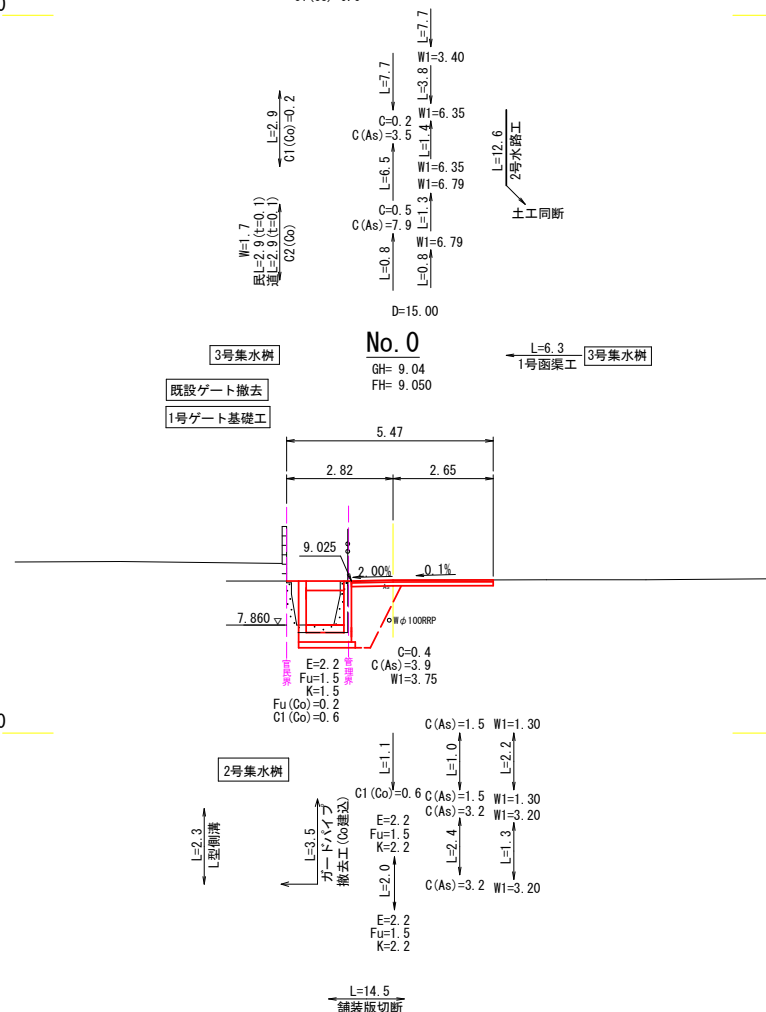 0
L=7.7
W1=3.40
L=7.7
L=3.8
L=2.9
C1(Co)=0.2
C=0.2
C(As)=3.5
W1=6.35
L=1.4
L=12.6
2号水路工
L=6.5
W1=6.35
W1=6.79
土工同断
W=1.7
民L=2.9(t=0.1)
道L=2.9(t=0.1)
C2(Co)
C=0.5
C(As)=7.9
L=1.3
W1=6.79
L=0.8
L=0.8
D=15.00
No.0
GH= 9.04
FH= 9.050
3号集水桝
L=6.3
1号函渠工
3号集水桝
既設ゲート撤去
1号ゲート基礎工
5.47
2.82
2.65
9.025
2.00%
0.1%
As
7.860
Wφ100RRP
官民界
管理界
E=2.2
Fu=1.5
K=1.5
Fu(Co)=0.2
C1(Co)=0.6
C=0.4
C(As)=3.9
W1=3.75
0
C(As)=1.5
W1=1.30
2号集水桝
L=1.1
L=1.0
L=2.2
C1(Co)=0.6
C(As)=1.5
W1=1.30
C(As)=3.2
W1=3.20
L=2.3
L型側溝
L=3.5
ガードパイプ
撤去工(Co建込)
E=2.2
Fu=1.5
K=2.2
L=2.4
L=1.3
L=2.0
C(As)=3.2
W1=3.20
E=2.2
Fu=1.5
K=2.2
L=14.5
舗装版切断